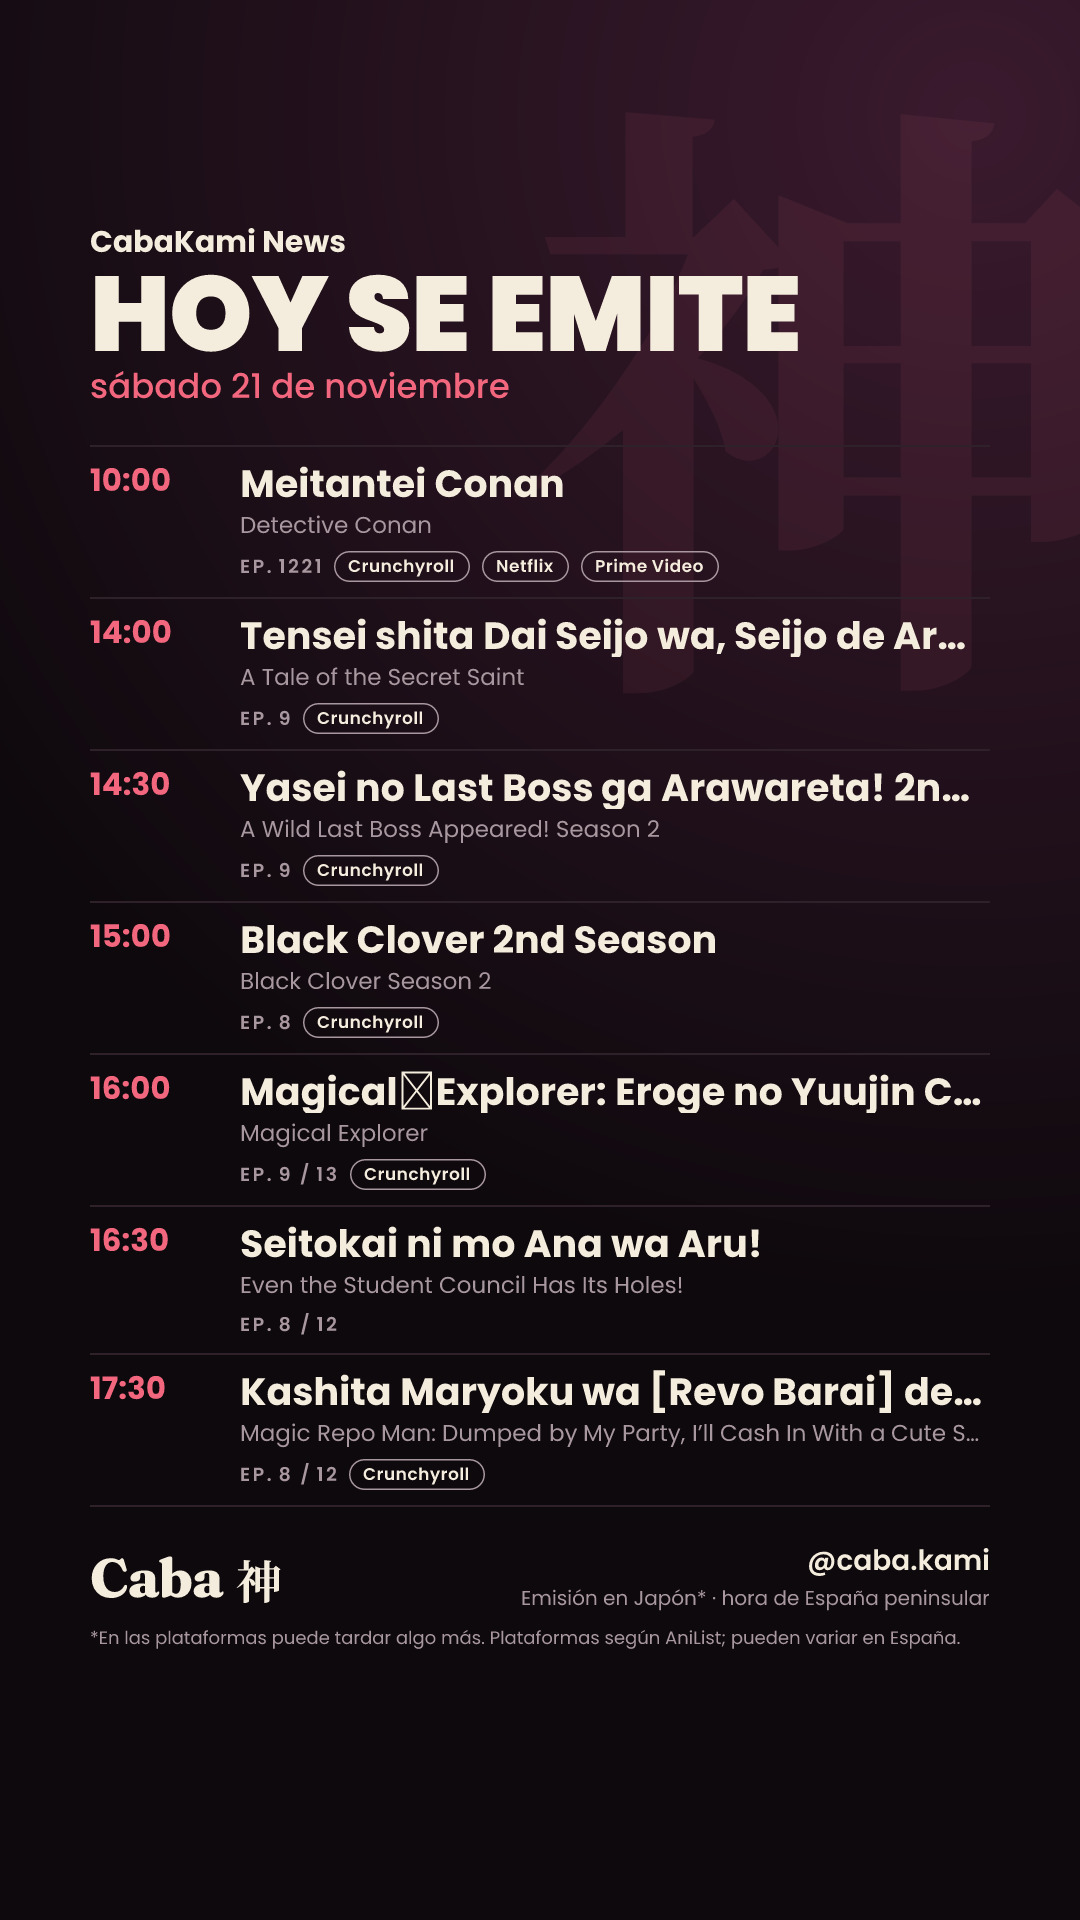 CabaKami News
HOY SE EMITE
sábado 21 de noviembre
10:00
Meitantei Conan
Detective Conan
EP. 1221 Crunchyroll Netflix Prime Video
14:00
Tensei shita Dai Seijo wa, Seijo de Ar...
A Tale of the Secret Saint
EP. 9 Crunchyroll
14:30
Yasei no Last Boss ga Arawareta! 2n...
A Wild Last Boss Appeared! Season 2
EP. 9 Crunchyroll
15:00
Black Clover 2nd Season
Black Clover Season 2
EP. 8 Crunchyroll
16:00
Magical☒Explorer: Eroge no Yuujin C...
Magical Explorer
EP. 9 / 13 Crunchyroll
16:30
Seitokai ni mo Ana wa Aru!
Even the Student Council Has Its Holes!
EP. 8 / 12
17:30
Kashita Maryoku wa [Revo Barai] de...
Magic Repo Man: Dumped by My Party, I’ll Cash In With a Cute S...
EP. 8 / 12 Crunchyroll
Caba 神
@caba.kami
Emisión en Japón* · hora de España peninsular
*En las plataformas puede tardar algo más. Plataformas según AniList; pueden variar en España.
神